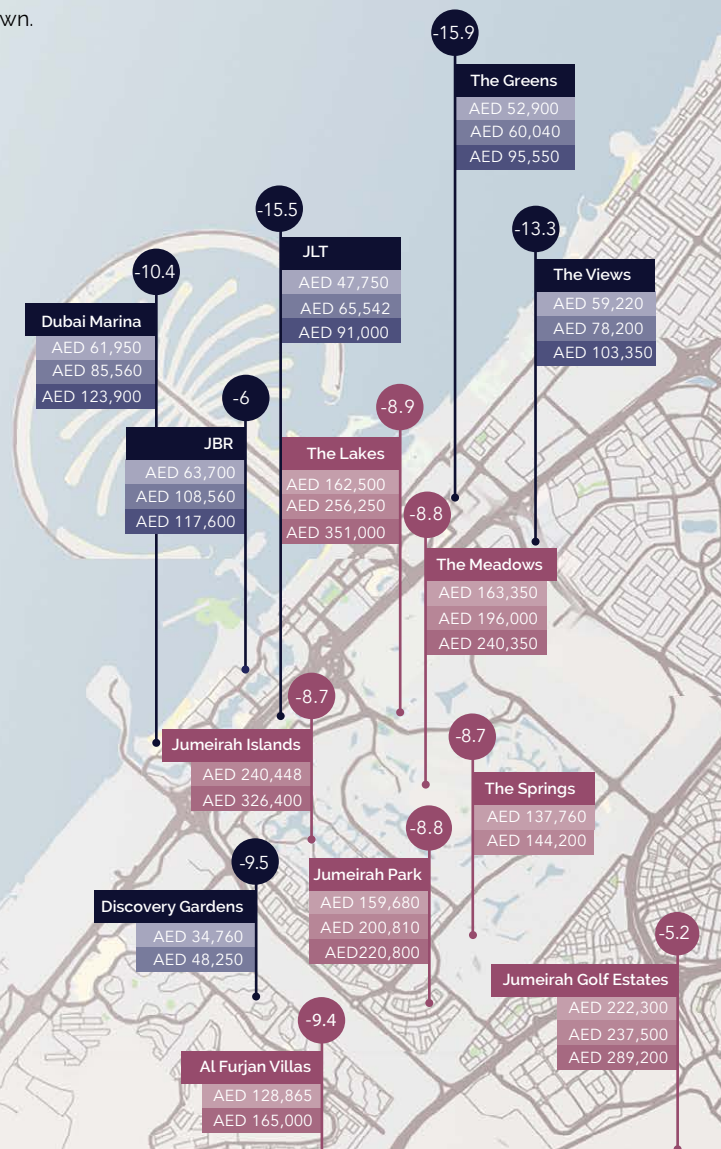 wn.
-15.9
The Greens
AED 52,900
AED 60,040
AED 95,550
-15.5
JLT
AED 47,750
AED 65,542
AED 91,000
-13.3
The Views
AED 59,220
AED 78,200
AED 103,350
-10.4
Dubai Marina
AED 61,950
AED 85,560
AED 123,900
-6
JBR
AED 63,700
AED 108,560
AED 117,600
-8.9
The Lakes
AED 162,500
AED 256,250
AED 351,000
-8.8
The Meadows
AED 163,350
AED 196,000
AED 240,350
-8.7
Jumeirah Islands
AED 240,448
AED 326,400
-8.7
The Springs
AED 137,760
AED 144,200
-8.8
Jumeirah Park
AED 159,680
AED 200,810
AED220,800
-9.5
Discovery Gardens
AED 34,760
AED 48,250
-5.2
Jumeirah Golf Estates
AED 222,300
AED 237,500
AED 289,200
-9.4
Al Furjan Villas
AED 128,865
AED 165,000